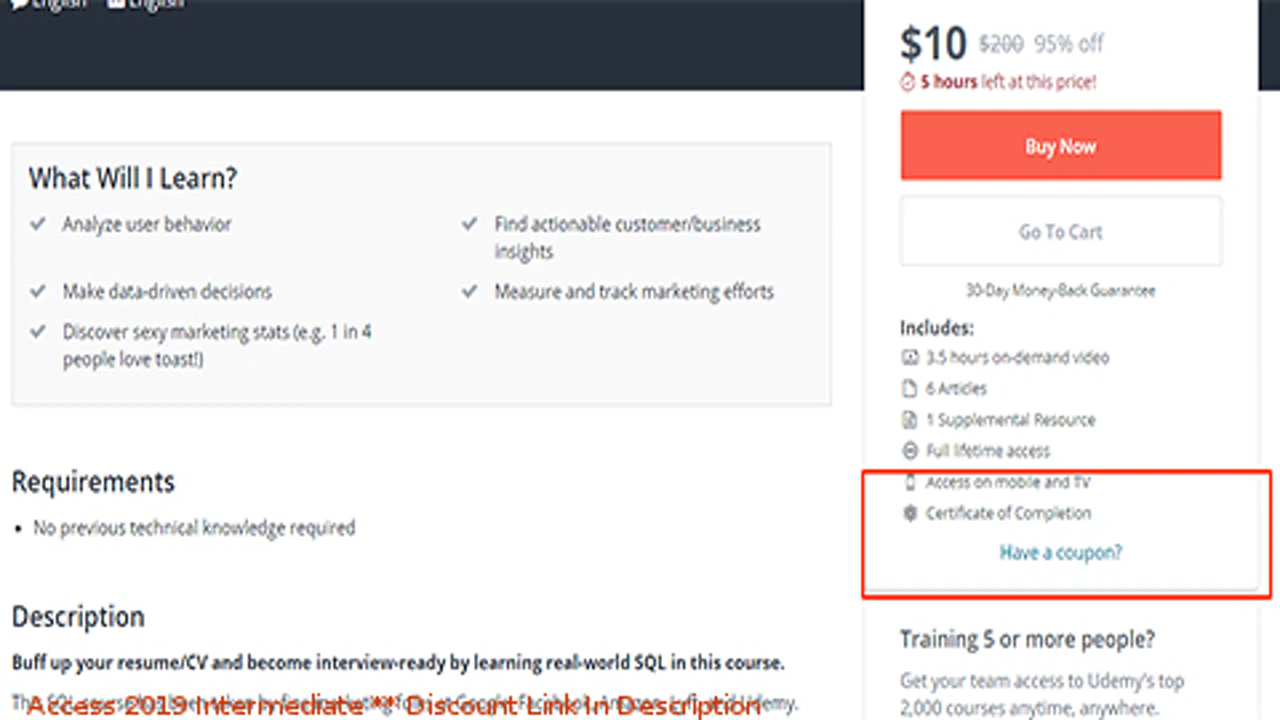 English English
$10 $200 95% off
5 hours left at this price!
Buy Now
Go To Cart
30-Day Money-Back Guarantee
What Will I Learn?
Analyze user behavior
Find actionable customer/business
insights
Make data-driven decisions
Measure and track marketing efforts
Discover sexy marketing stats (e.g. 1 in 4
people love toast!)
Includes:
3.5 hours on-demand video
6 Articles
1 Supplemental Resource
Full lifetime access
Access on mobile and TV
Certificate of Completion
Have a coupon?
Requirements
• No previous technical knowledge required
Description
Buff up your resume/CV and become interview-ready by learning real-world SQL in this course.
Access 2019 Intermediate *** Discount Link In Description
Training 5 or more people?
Get your team access to Udemy's top
2,000 courses anytime, anywhere.